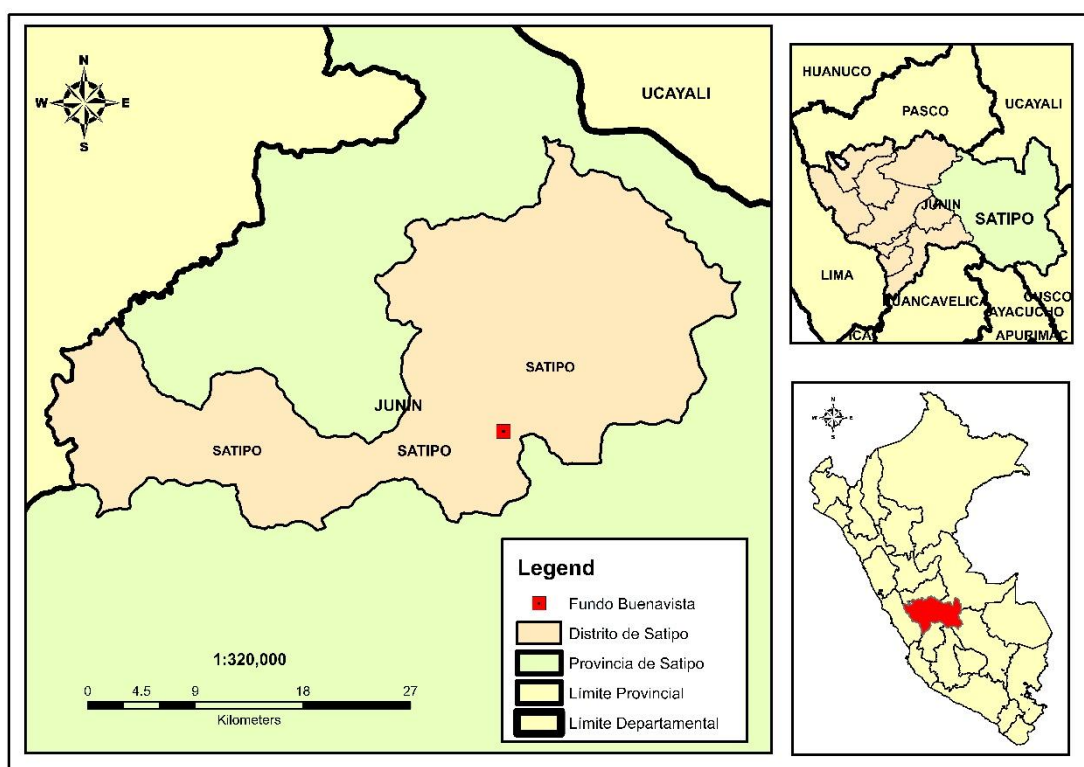 N
W E
S
UCAYALI
SATIPO
JUNIN
SATIPO
SATIPO
Legend
Fundo Buenavista
Distrito de Satipo
Provincia de Satipo
Límite Provincial
Límite Departamental
1:320,000
0 4.5 9 18 27
Kilometers
HUANUCO
PASCO
UCAYALI
JUNIN
SATIPO
LIMA
HUANCAVELICA
CUSCO
AYACUCHO
ICA
APURIMAC
N
W E
S